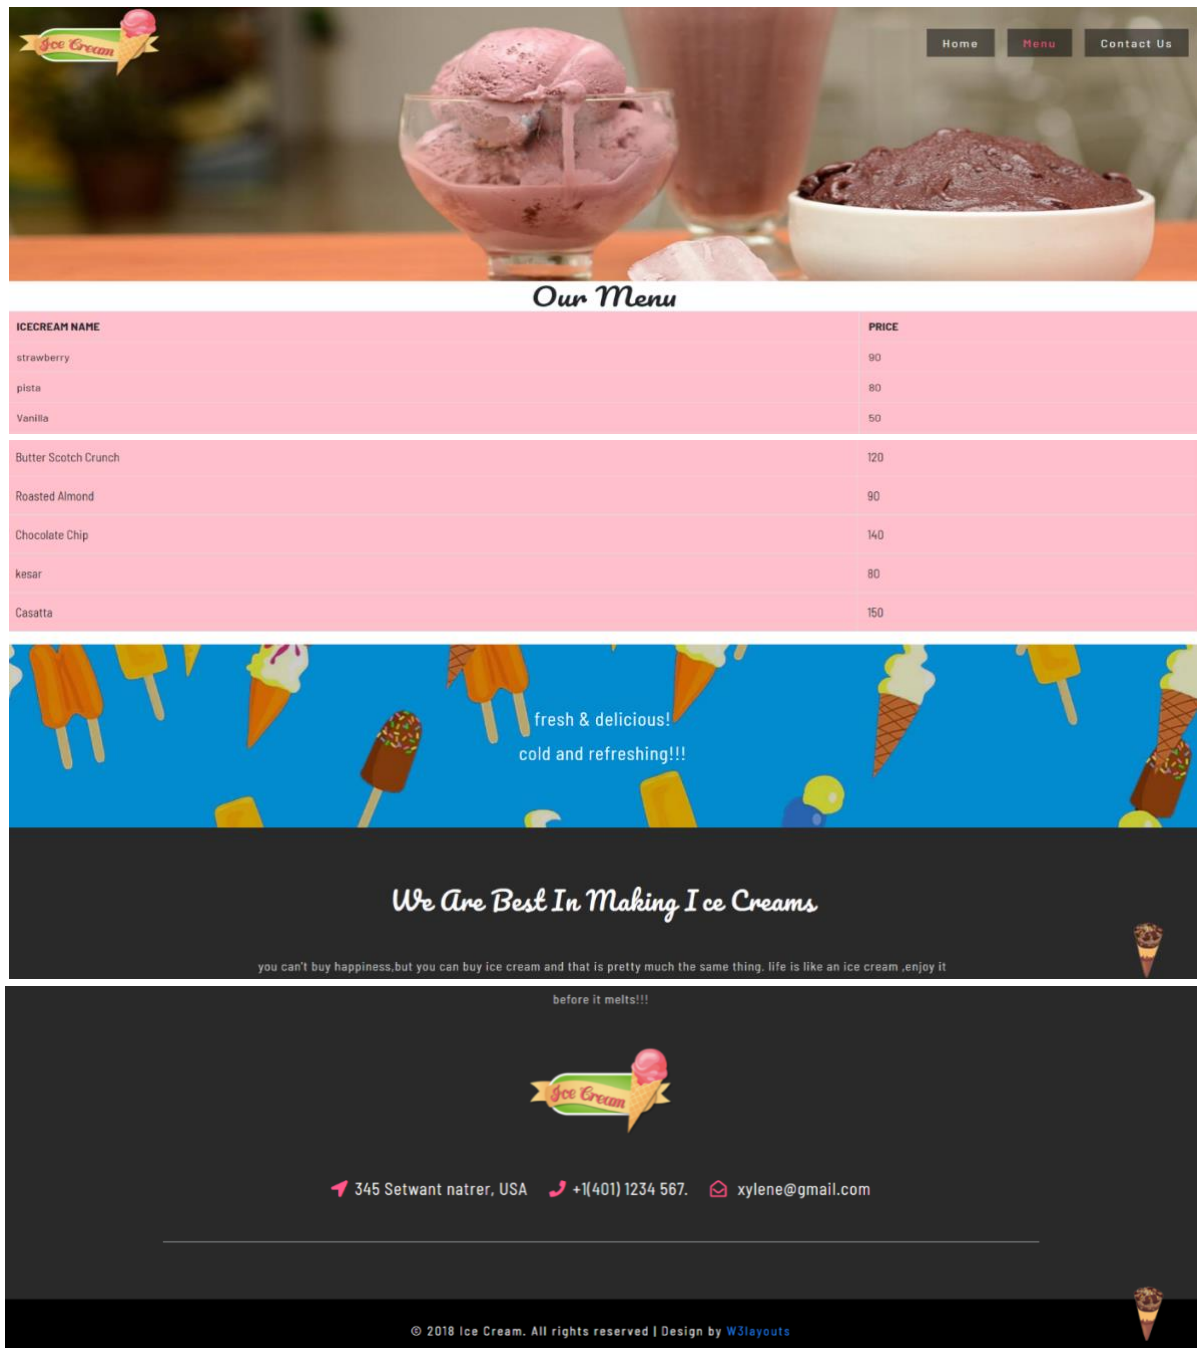 Ice Cream
Home Menu Contact Us
Our Menu
ICECREAM NAME PRICE
strawberry 90
pista 80
Vanilla 50
Butter Scotch Crunch 120
Roasted Almond 90
Chocolate Chip 140
kesar 80
Casatta 150
fresh & delicious!
cold and refreshing!!!
We Are Best In Making Ice Creams
you can't buy happiness,but you can buy ice cream and that is pretty much the same thing. life is like an ice cream ,enjoy it
before it melts!!!
Ice Cream
345 Setwant natrer, USA +1(401) 1234 567. xylene@gmail.com
© 2018 Ice Cream. All rights reserved | Design by W3layouts